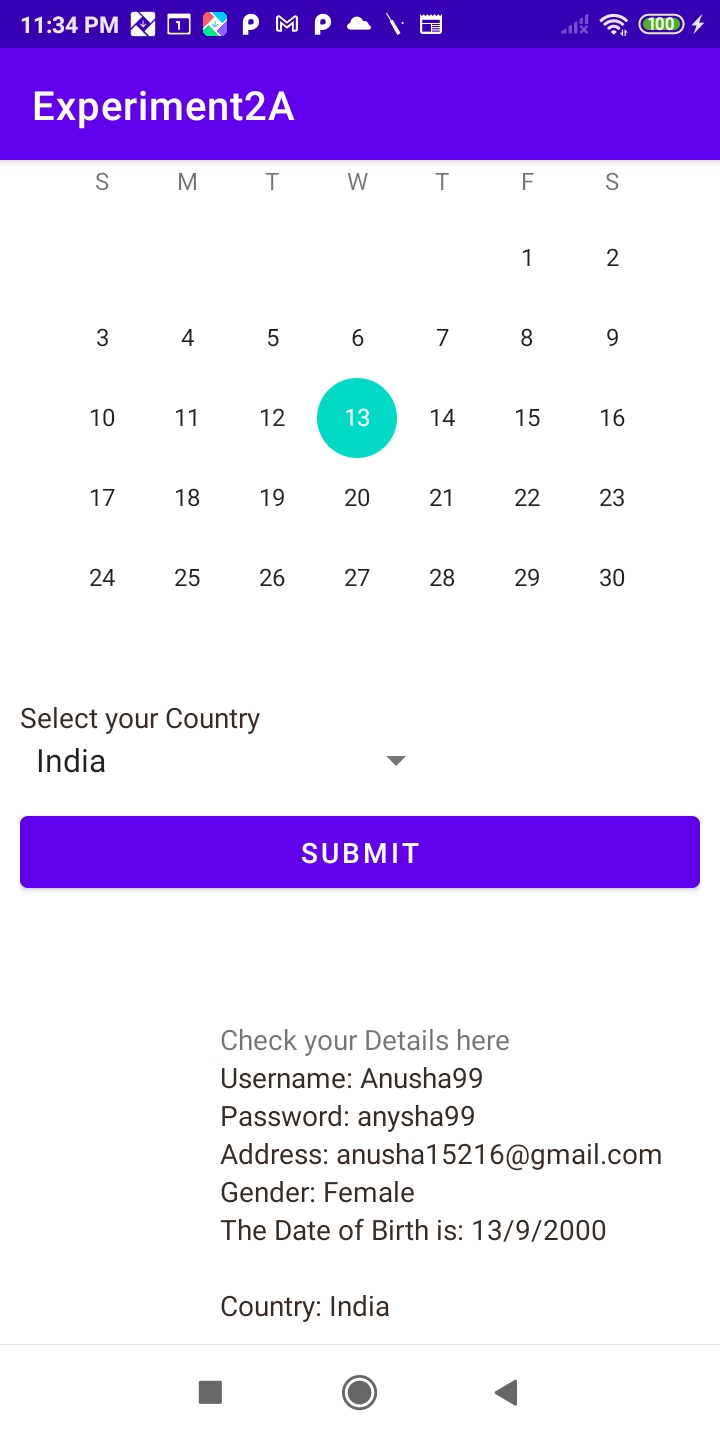 11:34 PM 1 100
Experiment2A
S M T W T F S
1 2
3 4 5 6 7 8 9
10 11 12 13 14 15 16
17 18 19 20 21 22 23
24 25 26 27 28 29 30
Select your Country
India
SUBMIT
Check your Details here
Username: Anusha99
Password: anysha99
Address: anusha15216@gmail.com
Gender: Female
The Date of Birth is: 13/9/2000
Country: India